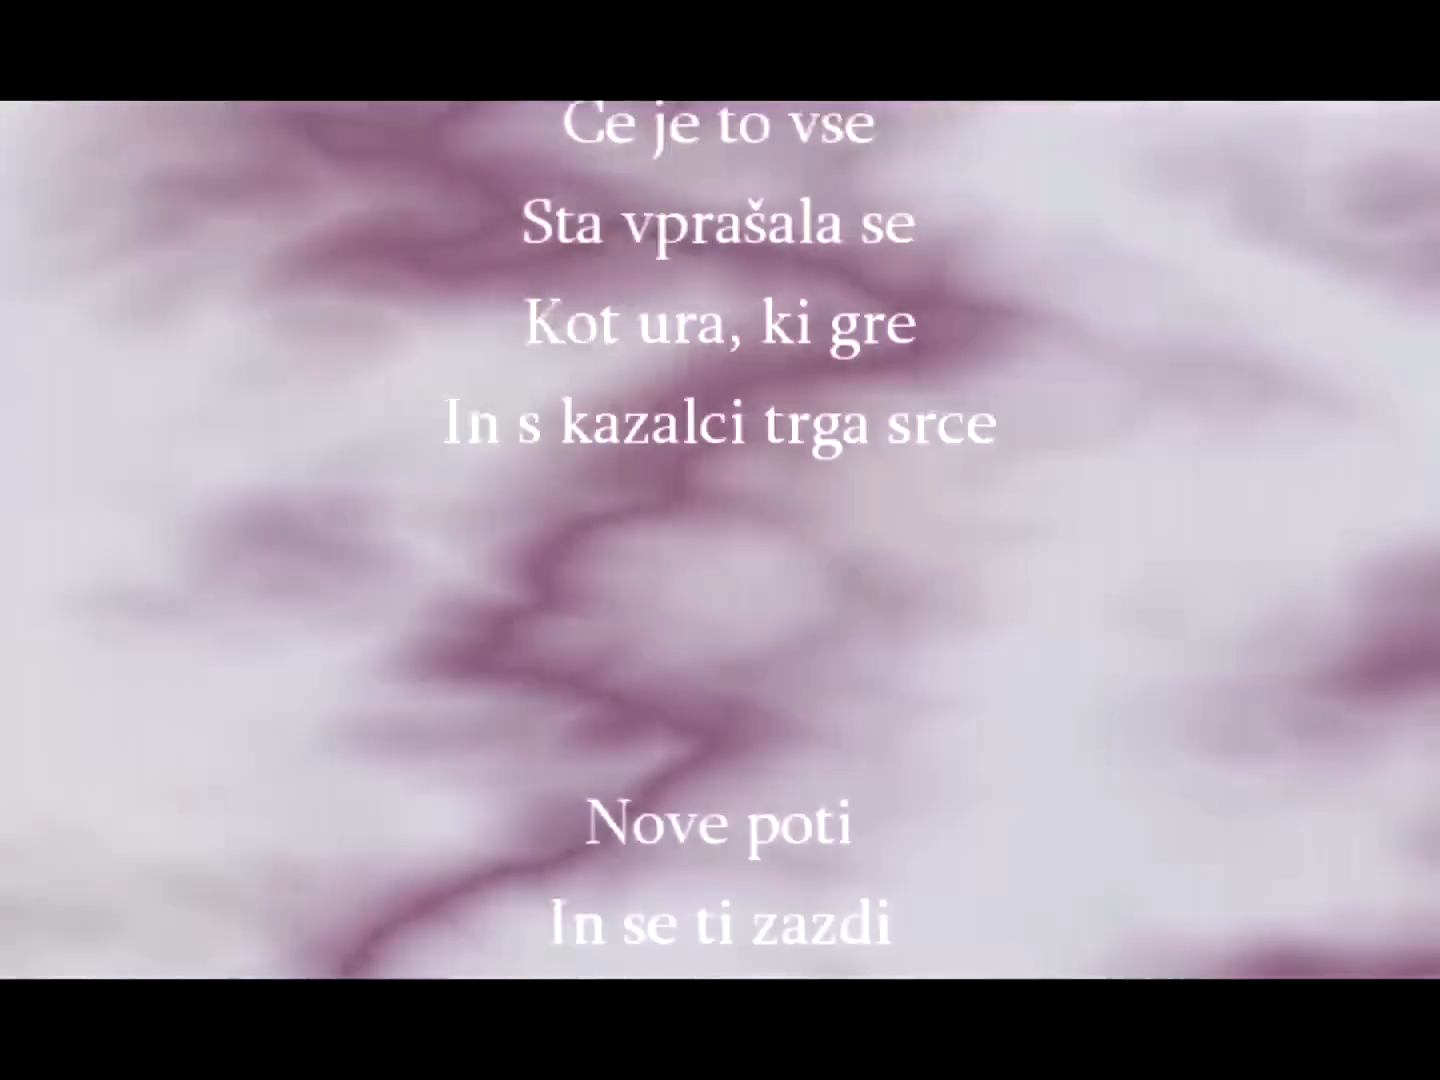 Če je to vse
Sta vprašala se
Kot ura, ki gre
In s kazalci trga srce
Nove poti
In se ti zazdi